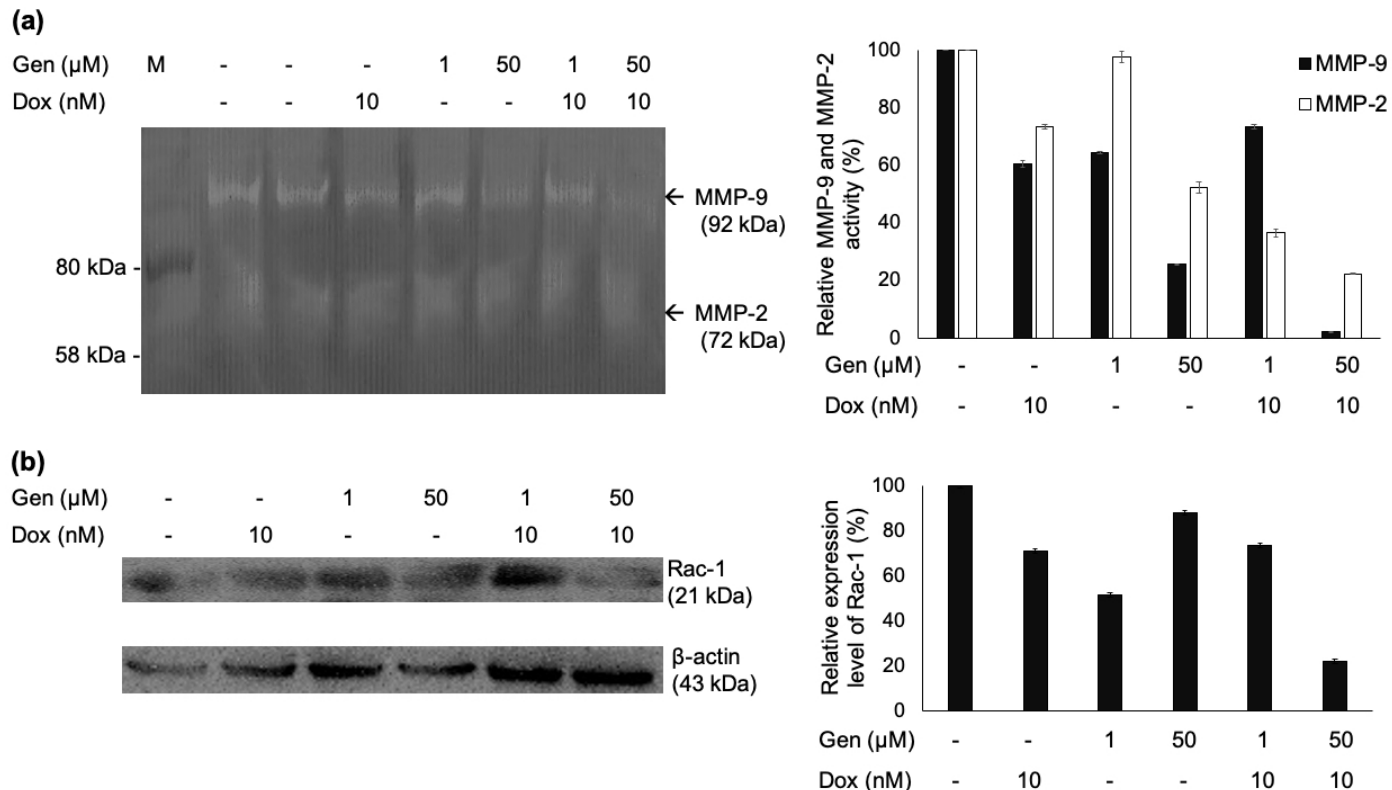 (a)
Gen (µM) M - - - 1 50 1 50
Dox (nM) - - 10 - - 10 10
MMP-9
(92 kDa)
80 kDa -
MMP-2
(72 kDa)
58 kDa -
Relative MMP-9 and MMP-2
activity (%)
100
80
60
40
20
0
MMP-9
MMP-2
Gen (µM) - - 1 50 1 50
Dox (nM) - 10 - - 10 10
(b)
Gen (µM) - - 1 50 1 50
Dox (nM) - 10 - - 10 10
Rac-1
(21 kDa)
β-actin
(43 kDa)
Relative expression
level of Rac-1 (%)
100
80
60
40
20
0
Gen (µM) - - 1 50 1 50
Dox (nM) - 10 - - 10 10